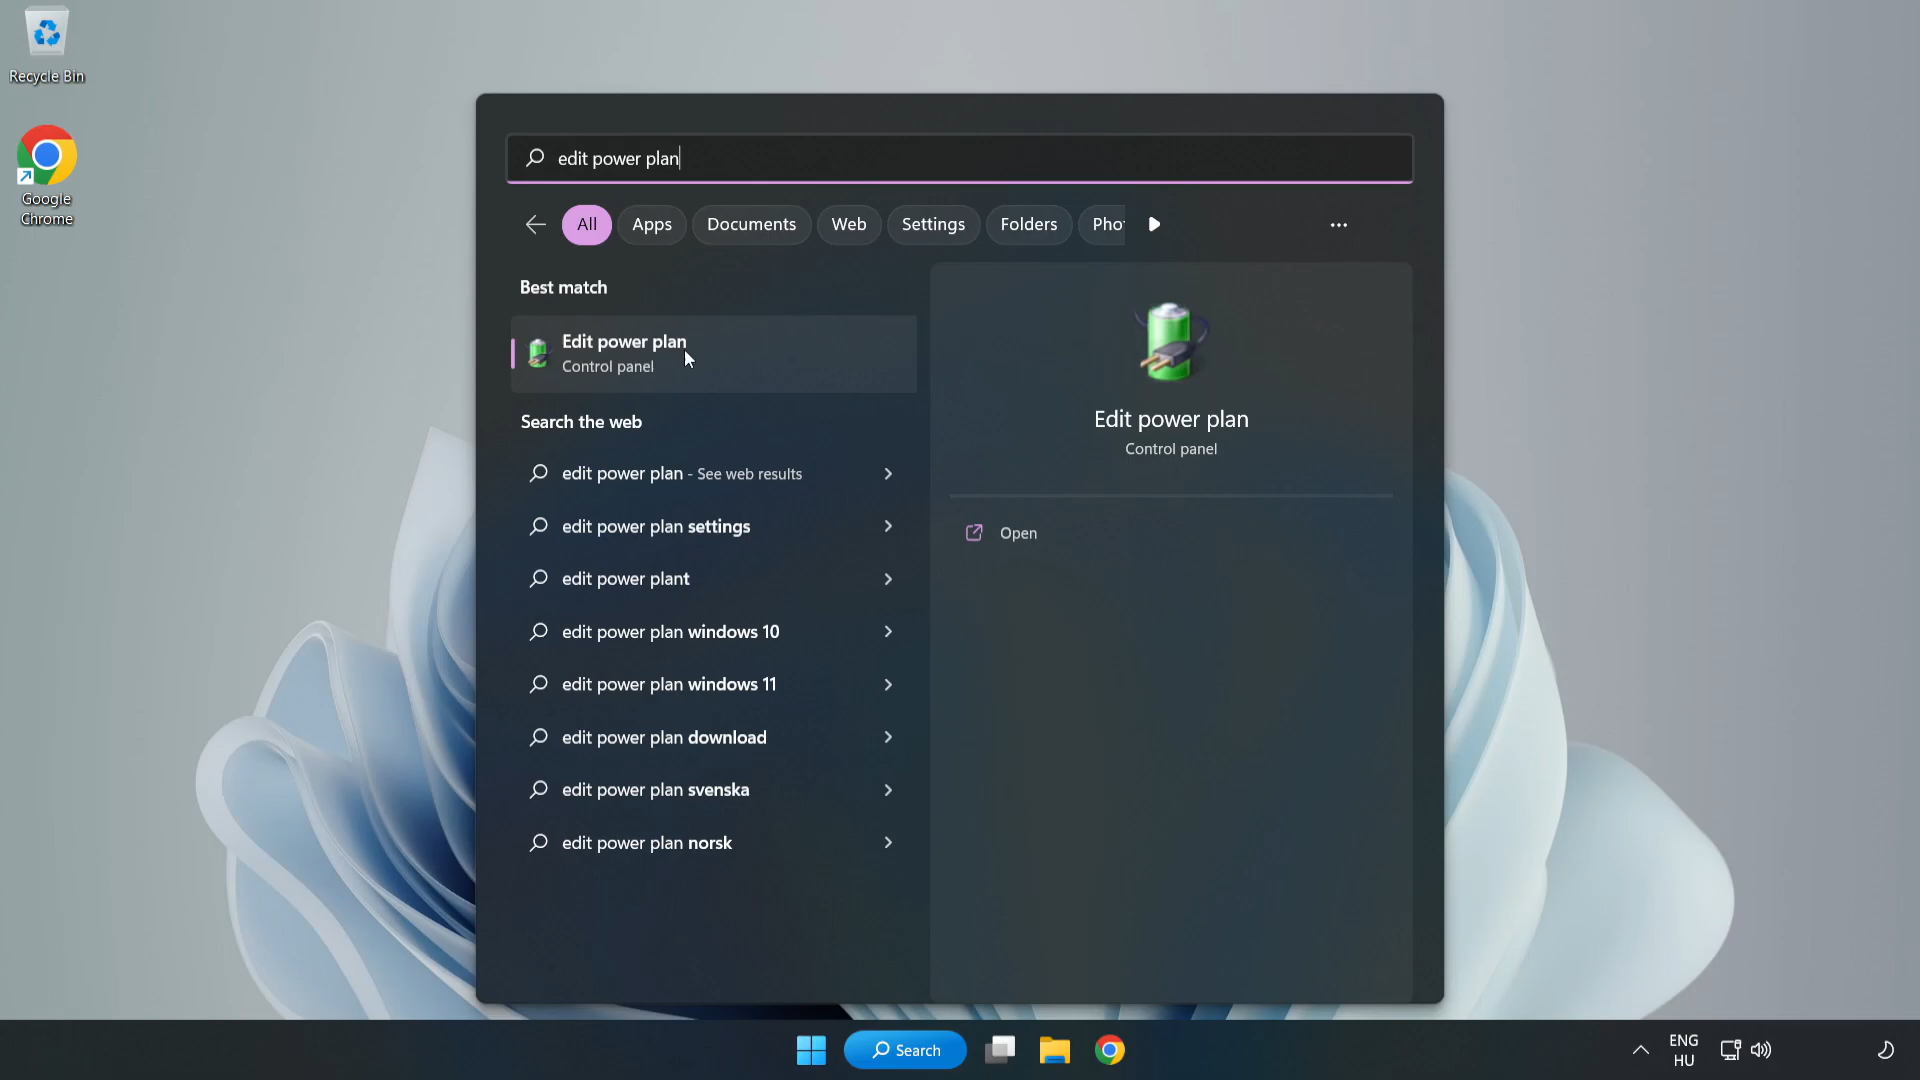 Recycle Bin
Google
Chrome
edit power plan
All Apps Documents Web Settings Folders Pho
Best match
Edit power plan
Control panel
Search the web
edit power plan - See web results
edit power plan settings
edit power plant
edit power plan windows 10
edit power plan windows 11
edit power plan download
edit power plan svenska
edit power plan norsk
Edit power plan
Control panel
Open
Search
ENG
HU